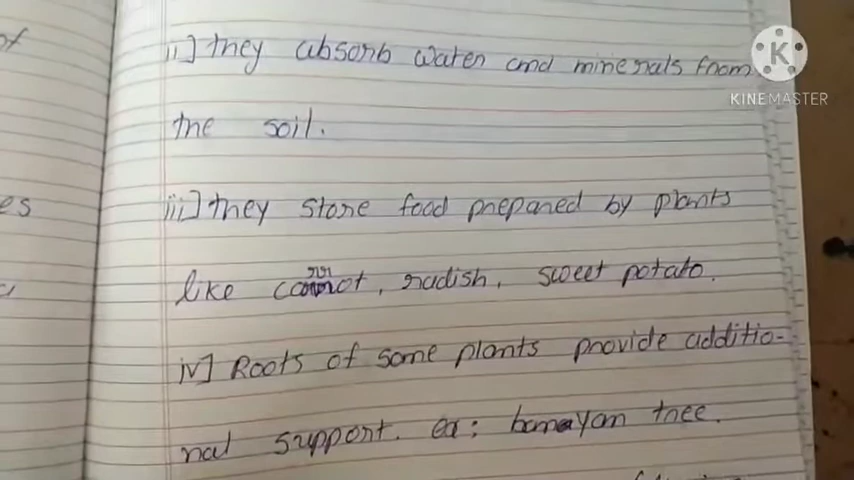 ii] they absorb water and minerals from
the soil.
iii] they store food prepared by plants
like carrot, radish, sweet potato.
iv] Roots of some plants provide additio-
nal support. ex: banayan tree.
KINEMASTER